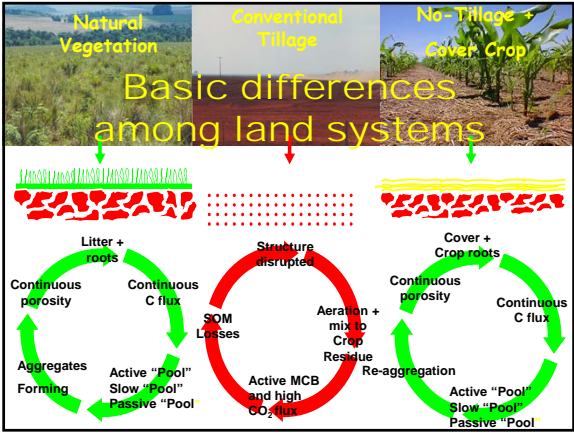 Natural
Vegetation
Conventional
Tillage
No-Tillage +
Cover Crop
Basic differences
among land systems
Litter +
roots
Continuous
porosity
Continuous
C flux
Aggregates
Forming
Active “Pool”
Slow “Pool”
Passive “Pool”
Structure
disrupted
SOM
Losses
Aeration +
mix to
Crop
Residue
Active MCB
and high
CO₂ flux
Cover +
Crop roots
Continuous
porosity
Continuous
C flux
Re-aggregation
Active “Pool”
Slow “Pool”
Passive “Pool”